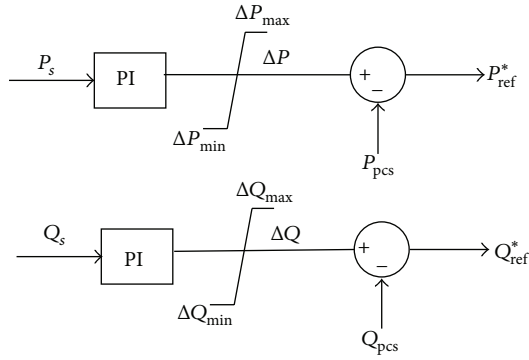 ΔP_max
P_s
PI
ΔP
+
−
P*_ref
ΔP_min
P_pcs
ΔQ_max
Q_s
PI
ΔQ
+
−
Q*_ref
ΔQ_min
Q_pcs